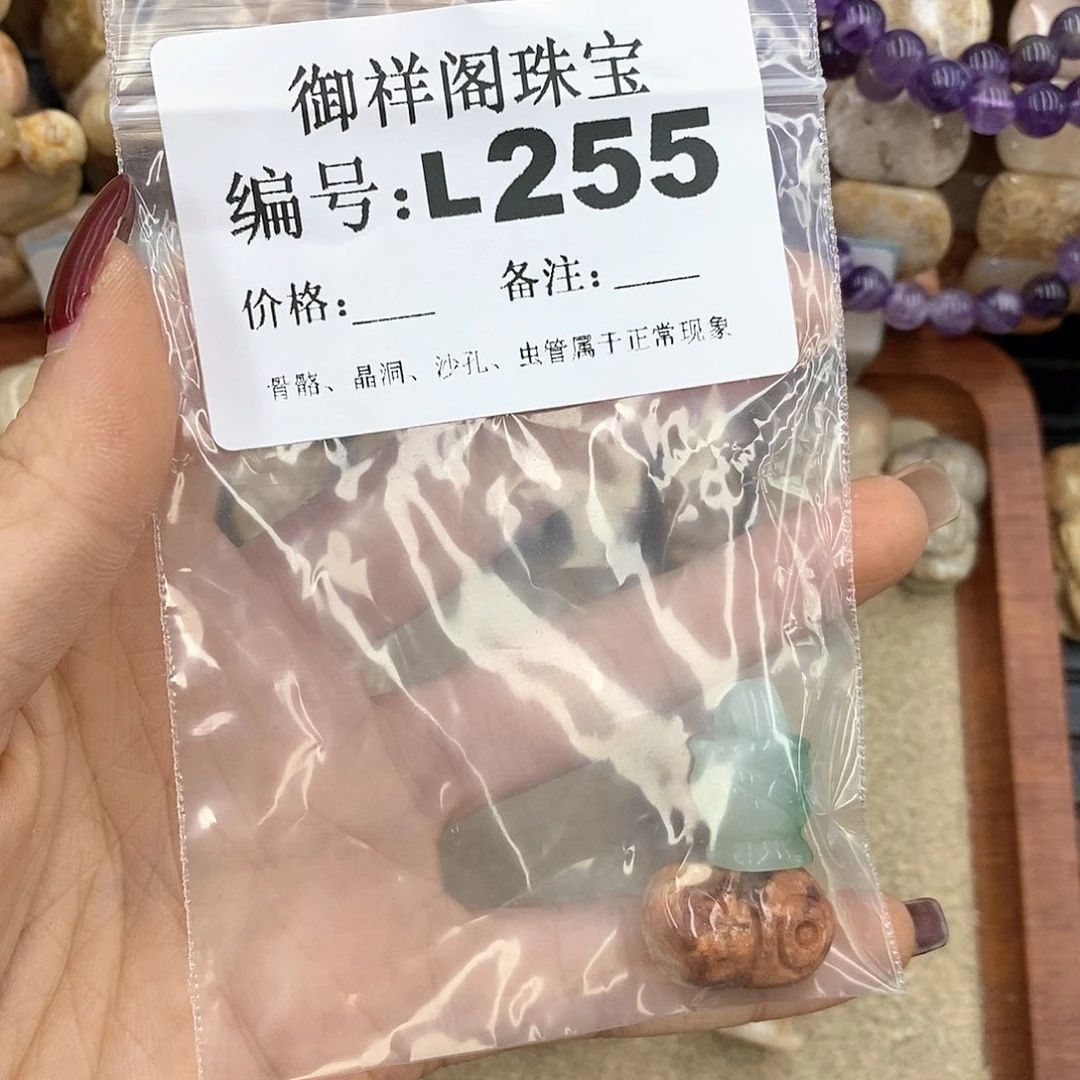 御祥阁珠宝
编号:L255
价格:____ 备注:____
骨骼、晶洞、沙孔、虫管属于正常现象